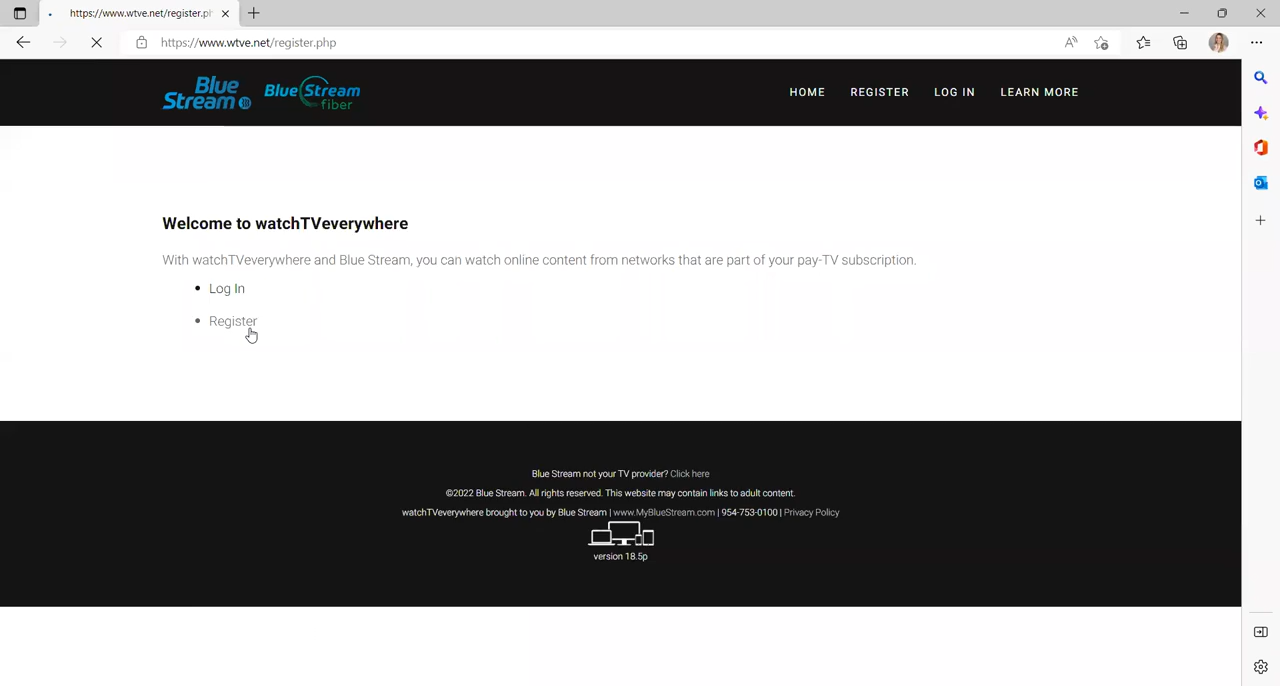 https://www.wtve.net/register.ph
https://www.wtve.net/register.php
Blue Stream
Blue Stream fiber
HOME REGISTER LOG IN LEARN MORE
Welcome to watchTVeverywhere
With watchTVeverywhere and Blue Stream, you can watch online content from networks that are part of your pay-TV subscription.
Log In
Register
Blue Stream not your TV provider? Click here
©2022 Blue Stream. All rights reserved. This website may contain links to adult content.
watchTVeverywhere brought to you by Blue Stream | www.MyBlueStream.com | 954-753-0100 | Privacy Policy
version 18.5p